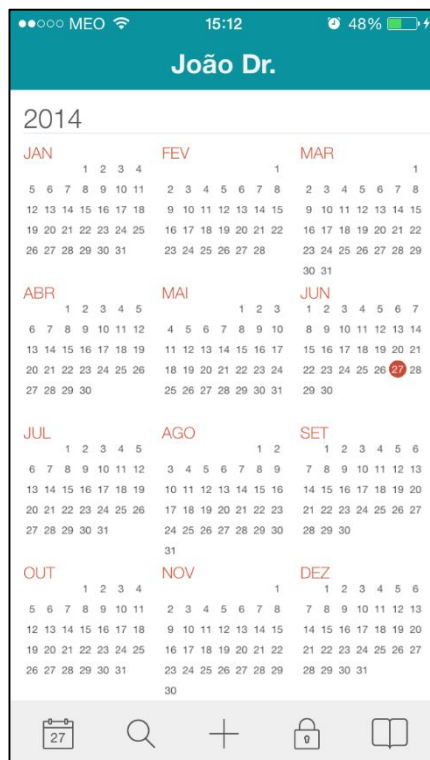 ●●○○○ MEO 15:12 48%
João Dr.
2014
JAN FEV MAR
1 2 3 4 1 1
5 6 7 8 9 10 11 2 3 4 5 6 7 8 2 3 4 5 6 7 8
12 13 14 15 16 17 18 9 10 11 12 13 14 15 9 10 11 12 13 14 15
19 20 21 22 23 24 25 16 17 18 19 20 21 22 16 17 18 19 20 21 22
26 27 28 29 30 31 23 24 25 26 27 28 23 24 25 26 27 28 29
30 31
ABR MAI JUN
1 2 3 4 5 1 2 3 1 2 3 4 5 6 7
6 7 8 9 10 11 12 4 5 6 7 8 9 10 8 9 10 11 12 13 14
13 14 15 16 17 18 19 11 12 13 14 15 16 17 15 16 17 18 19 20 21
20 21 22 23 24 25 26 18 19 20 21 22 23 24 22 23 24 25 26 27 28
27 28 29 30 25 26 27 28 29 30 31 29 30
JUL AGO SET
1 2 3 4 5 1 2 1 2 3 4 5 6
6 7 8 9 10 11 12 3 4 5 6 7 8 9 7 8 9 10 11 12 13
13 14 15 16 17 18 19 10 11 12 13 14 15 16 14 15 16 17 18 19 20
20 21 22 23 24 25 26 17 18 19 20 21 22 23 21 22 23 24 25 26 27
27 28 29 30 31 24 25 26 27 28 29 30 28 29 30
31
OUT NOV DEZ
1 2 3 4 1 1 2 3 4 5 6
5 6 7 8 9 10 11 2 3 4 5 6 7 8 7 8 9 10 11 12 13
12 13 14 15 16 17 18 9 10 11 12 13 14 15 14 15 16 17 18 19 20
19 20 21 22 23 24 25 16 17 18 19 20 21 22 21 22 23 24 25 26 27
26 27 28 29 30 31 23 24 25 26 27 28 29 28 29 30 31
30
27